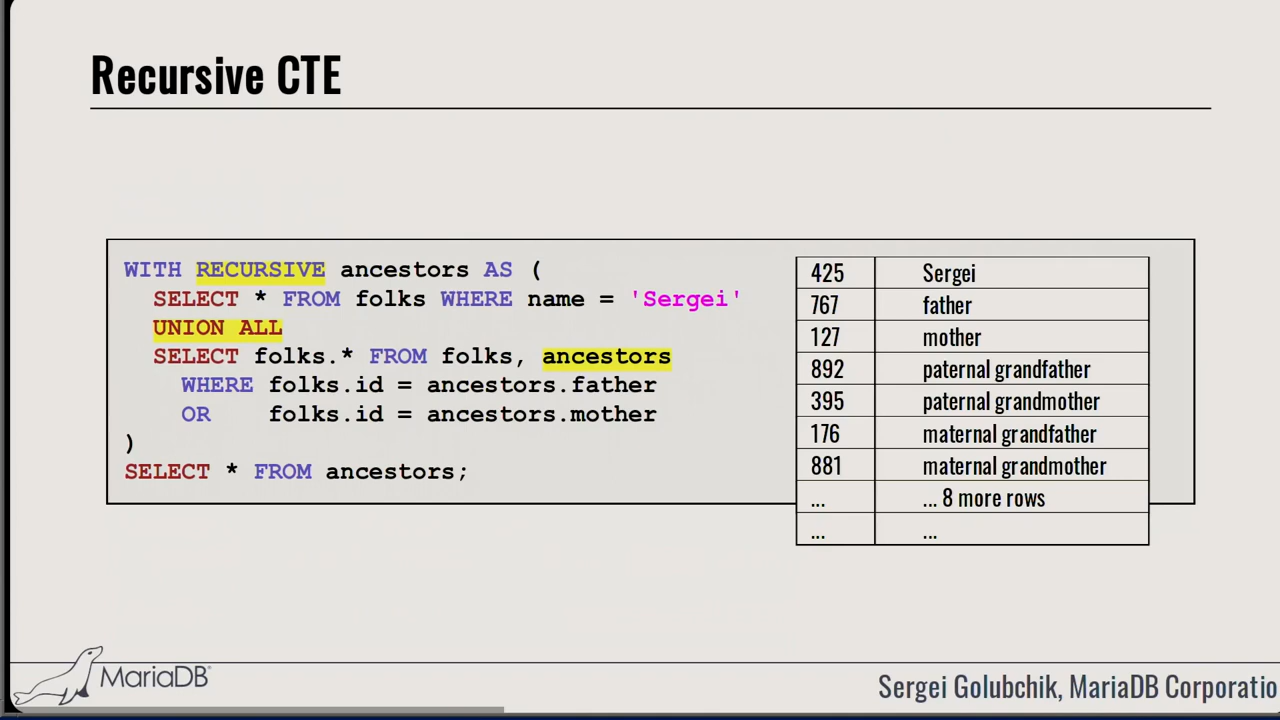 Recursive CTE
WITH RECURSIVE ancestors AS (
SELECT * FROM folks WHERE name = 'Sergei'
UNION ALL
SELECT folks.* FROM folks, ancestors
WHERE folks.id = ancestors.father
OR folks.id = ancestors.mother
)
SELECT * FROM ancestors;
425 Sergei
767 father
127 mother
892 paternal grandfather
395 paternal grandmother
176 maternal grandfather
881 maternal grandmother
... ... 8 more rows
... ...
MariaDB
Sergei Golubchik, MariaDB Corporatio